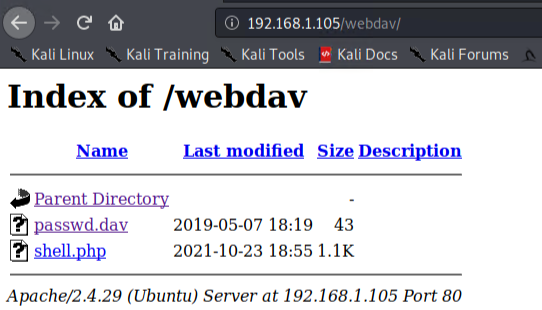 192.168.1.105/webdav/
Kali Linux Kali Training Kali Tools Kali Docs Kali Forums
Index of /webdav
Name Last modified Size Description
Parent Directory -
passwd.dav 2019-05-07 18:19 43
shell.php 2021-10-23 18:55 1.1K
Apache/2.4.29 (Ubuntu) Server at 192.168.1.105 Port 80